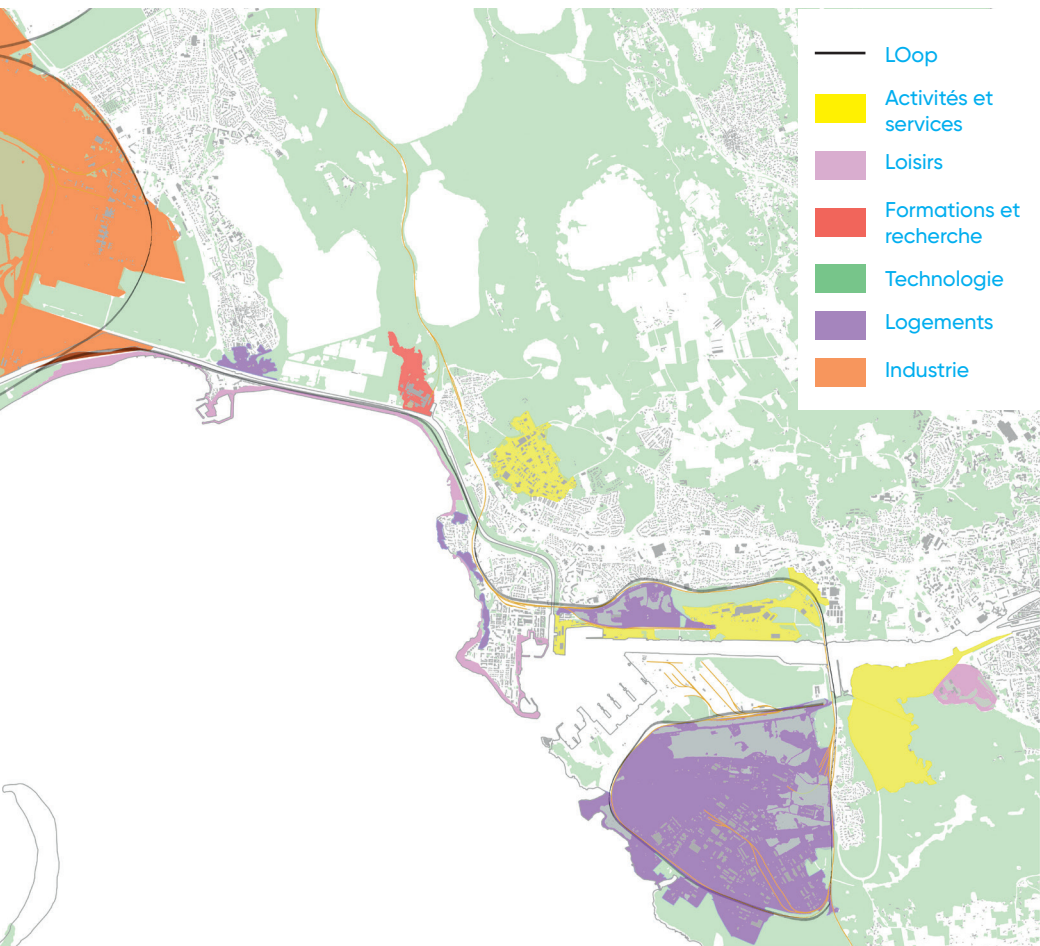 LOop
Activités et
services
Loisirs
Formations et
recherche
Technologie
Logements
Industrie